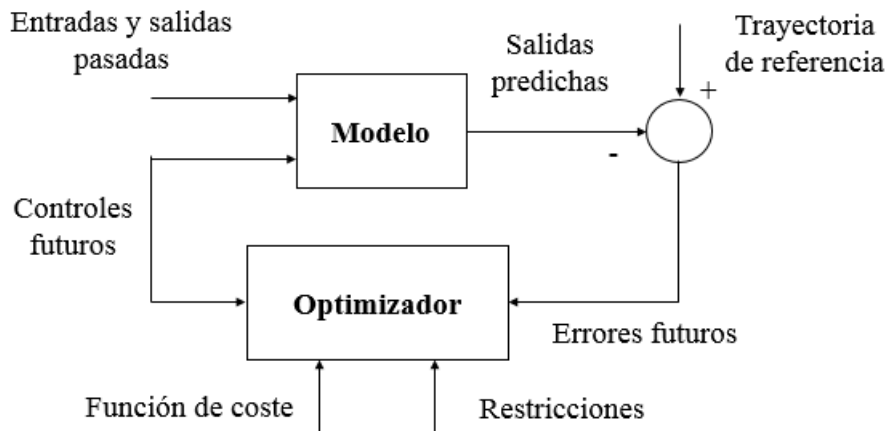 Entradas y salidas
pasadas
Salidas
predichas
Trayectoria
de referencia
+
Modelo
-
Controles
futuros
Optimizador
Errores futuros
Función de coste
Restricciones